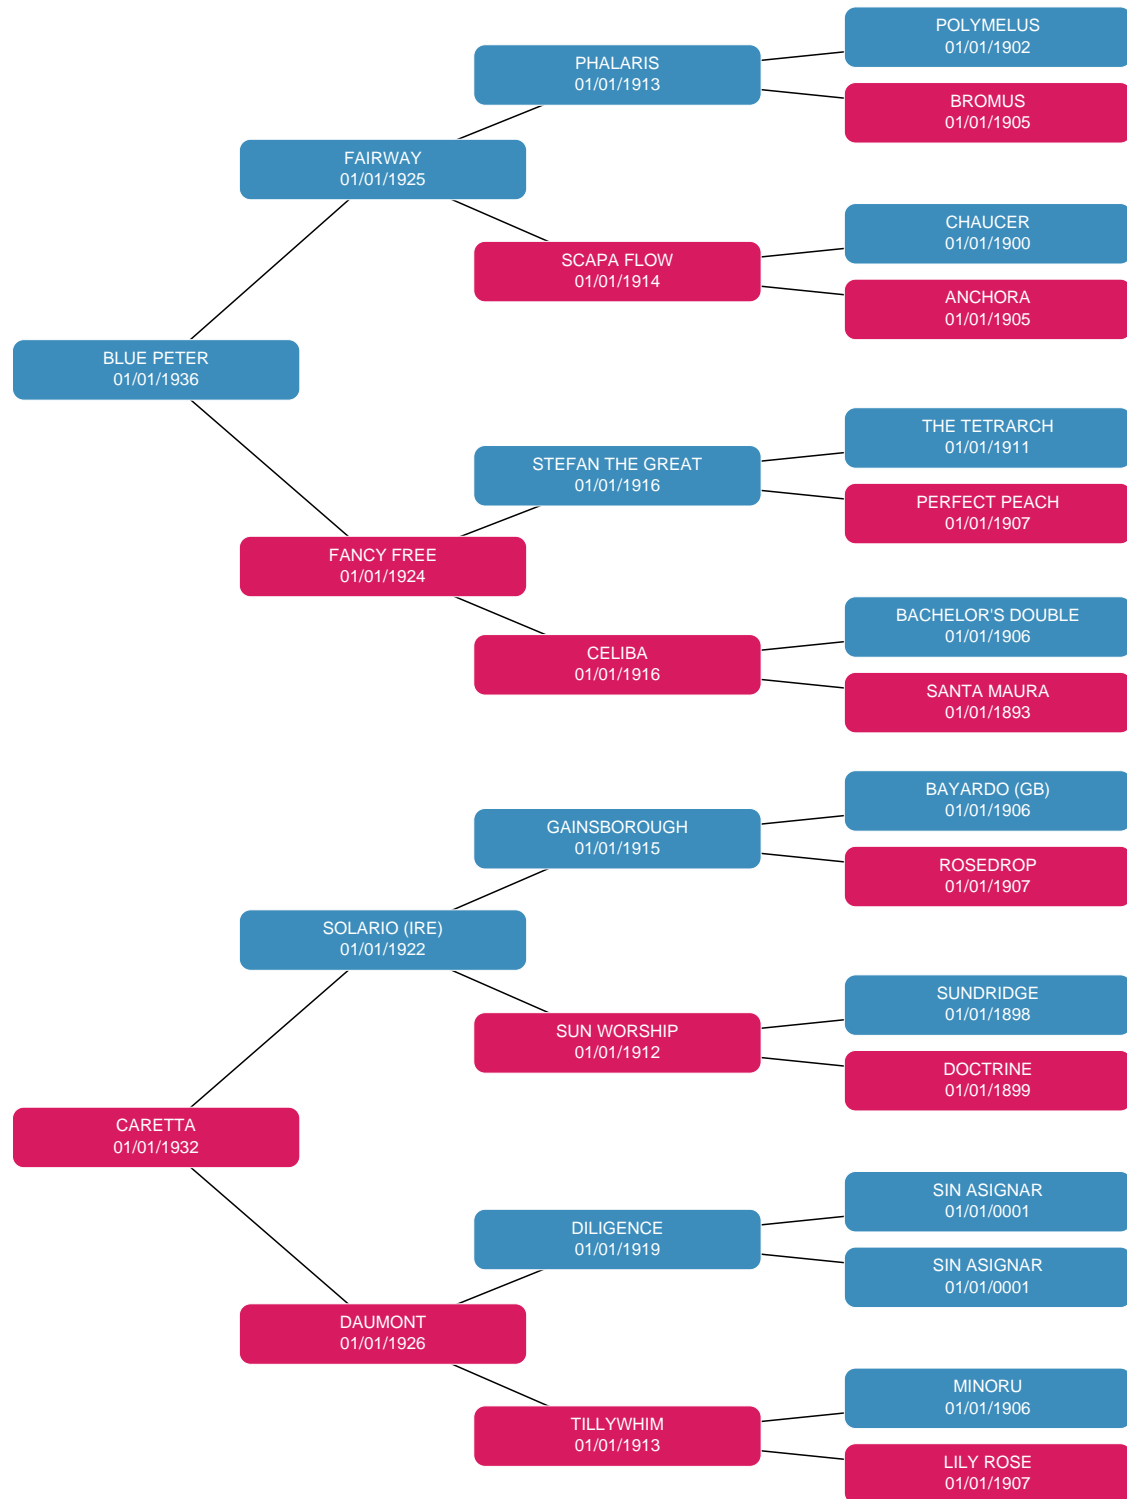 POLYMELUS
01/01/1902
PHALARIS
01/01/1913
BROMUS
01/01/1905
FAIRWAY
01/01/1925
CHAUCER
01/01/1900
SCAPA FLOW
01/01/1914
ANCHORA
01/01/1905
BLUE PETER
01/01/1936
THE TETRARCH
01/01/1911
STEFAN THE GREAT
01/01/1916
PERFECT PEACH
01/01/1907
FANCY FREE
01/01/1924
BACHELOR'S DOUBLE
01/01/1906
CELIBA
01/01/1916
SANTA MAURA
01/01/1893
BAYARDO (GB)
01/01/1906
GAINSBOROUGH
01/01/1915
ROSEDROP
01/01/1907
SOLARIO (IRE)
01/01/1922
SUNDRIDGE
01/01/1898
SUN WORSHIP
01/01/1912
DOCTRINE
01/01/1899
CARETTA
01/01/1932
SIN ASIGNAR
01/01/0001
DILIGENCE
01/01/1919
SIN ASIGNAR
01/01/0001
DAUMONT
01/01/1926
MINORU
01/01/1906
TILLYWHIM
01/01/1913
LILY ROSE
01/01/1907